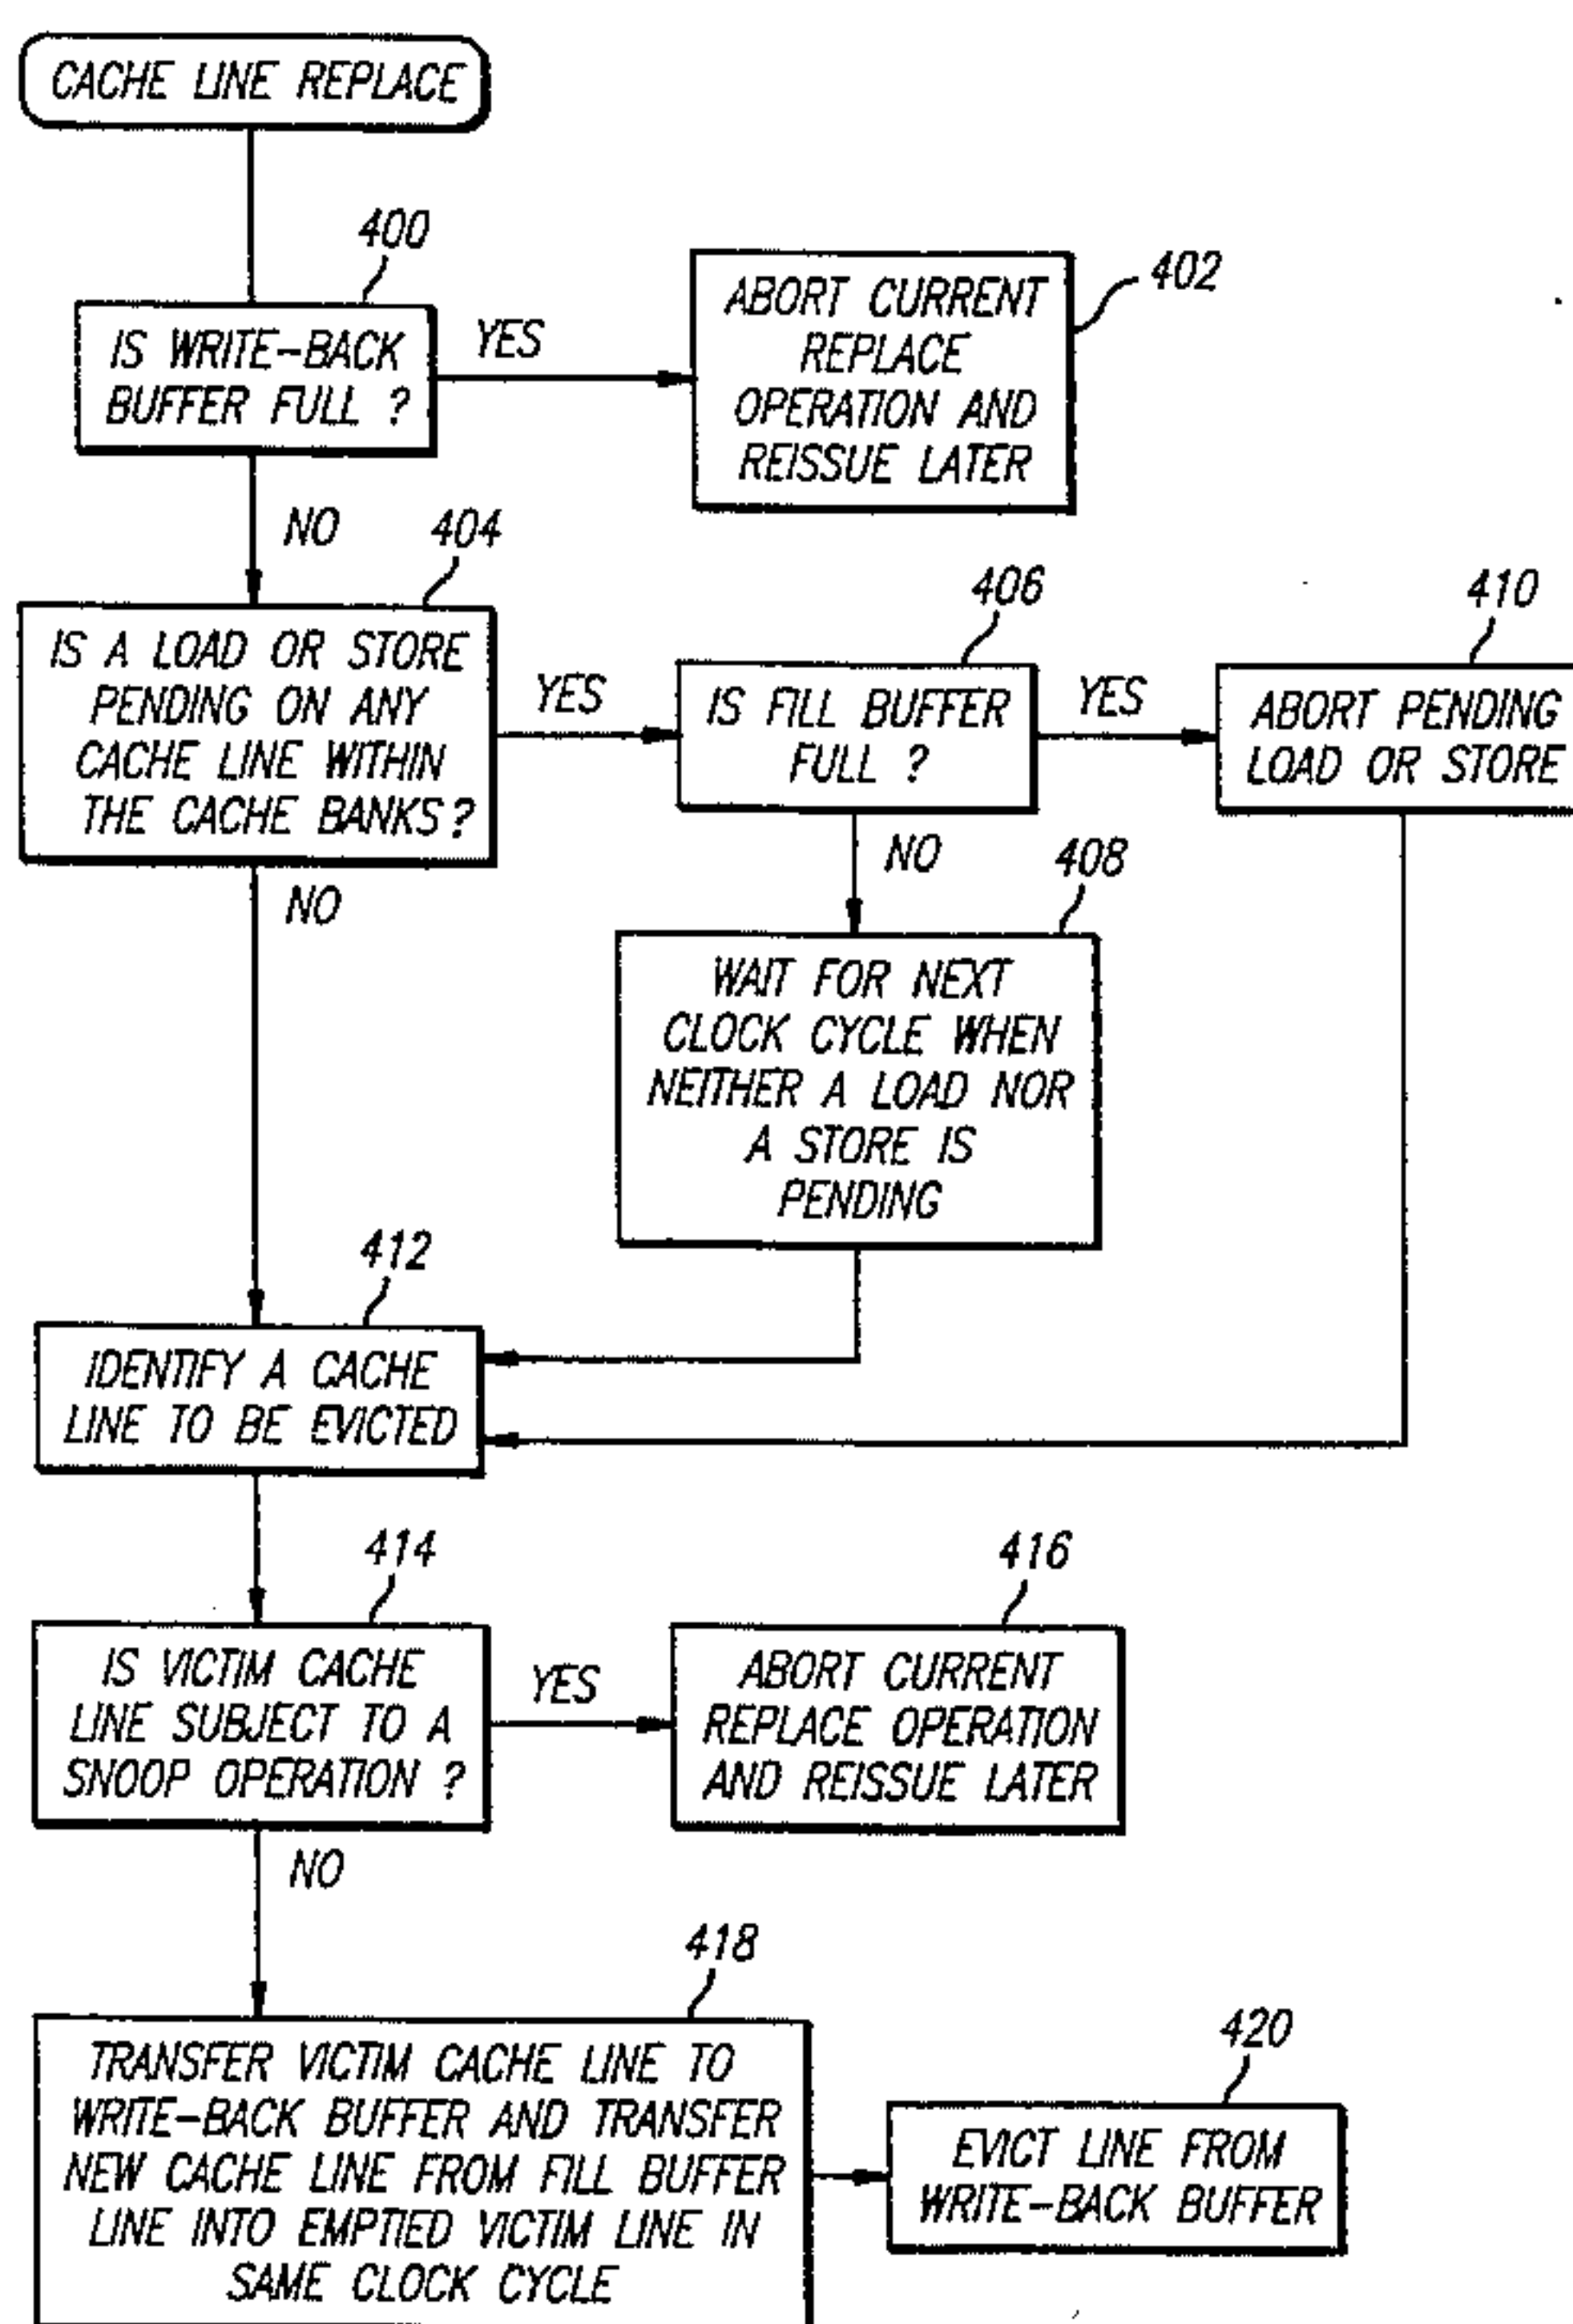 CACHE LINE REPLACE
400
IS WRITE-BACK
BUFFER FULL ?
YES
ABORT CURRENT
REPLACE
OPERATION AND
REISSUE LATER
402
NO
404
IS A LOAD OR STORE
PENDING ON ANY
CACHE LINE WITHIN
THE CACHE BANKS?
YES
406
IS FILL BUFFER
FULL ?
YES
410
ABORT PENDING
LOAD OR STORE
NO
NO
408
WAIT FOR NEXT
CLOCK CYCLE WHEN
NEITHER A LOAD NOR
A STORE IS
PENDING
412
IDENTIFY A CACHE
LINE TO BE EVICTED
414
IS VICTIM CACHE
LINE SUBJECT TO A
SNOOP OPERATION ?
YES
416
ABORT CURRENT
REPLACE OPERATION
AND REISSUE LATER
NO
418
TRANSFER VICTIM CACHE LINE TO
WRITE-BACK BUFFER AND TRANSFER
NEW CACHE LINE FROM FILL BUFFER
LINE INTO EMPTIED VICTIM LINE IN
SAME CLOCK CYCLE
420
EVICT LINE FROM
WRITE-BACK BUFFER